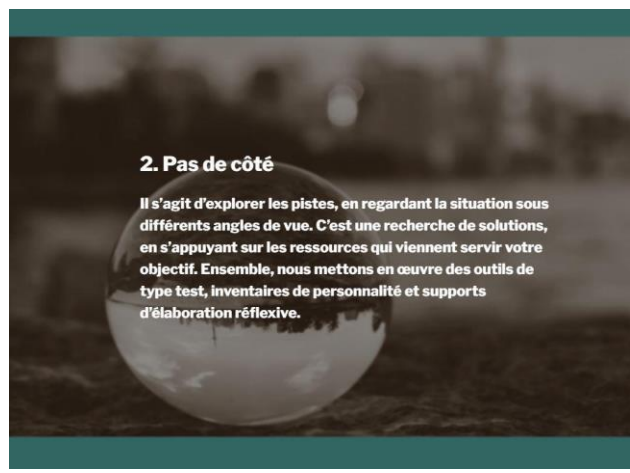 2. Pas de côté
Il s’agit d’explorer les pistes, en regardant la situation sous
différents angles de vue. C’est une recherche de solutions,
en s’appuyant sur les ressources qui viennent servir votre
objectif. Ensemble, nous mettons en œuvre des outils de
type test, inventaires de personnalité et supports
d’élaboration réflexive.